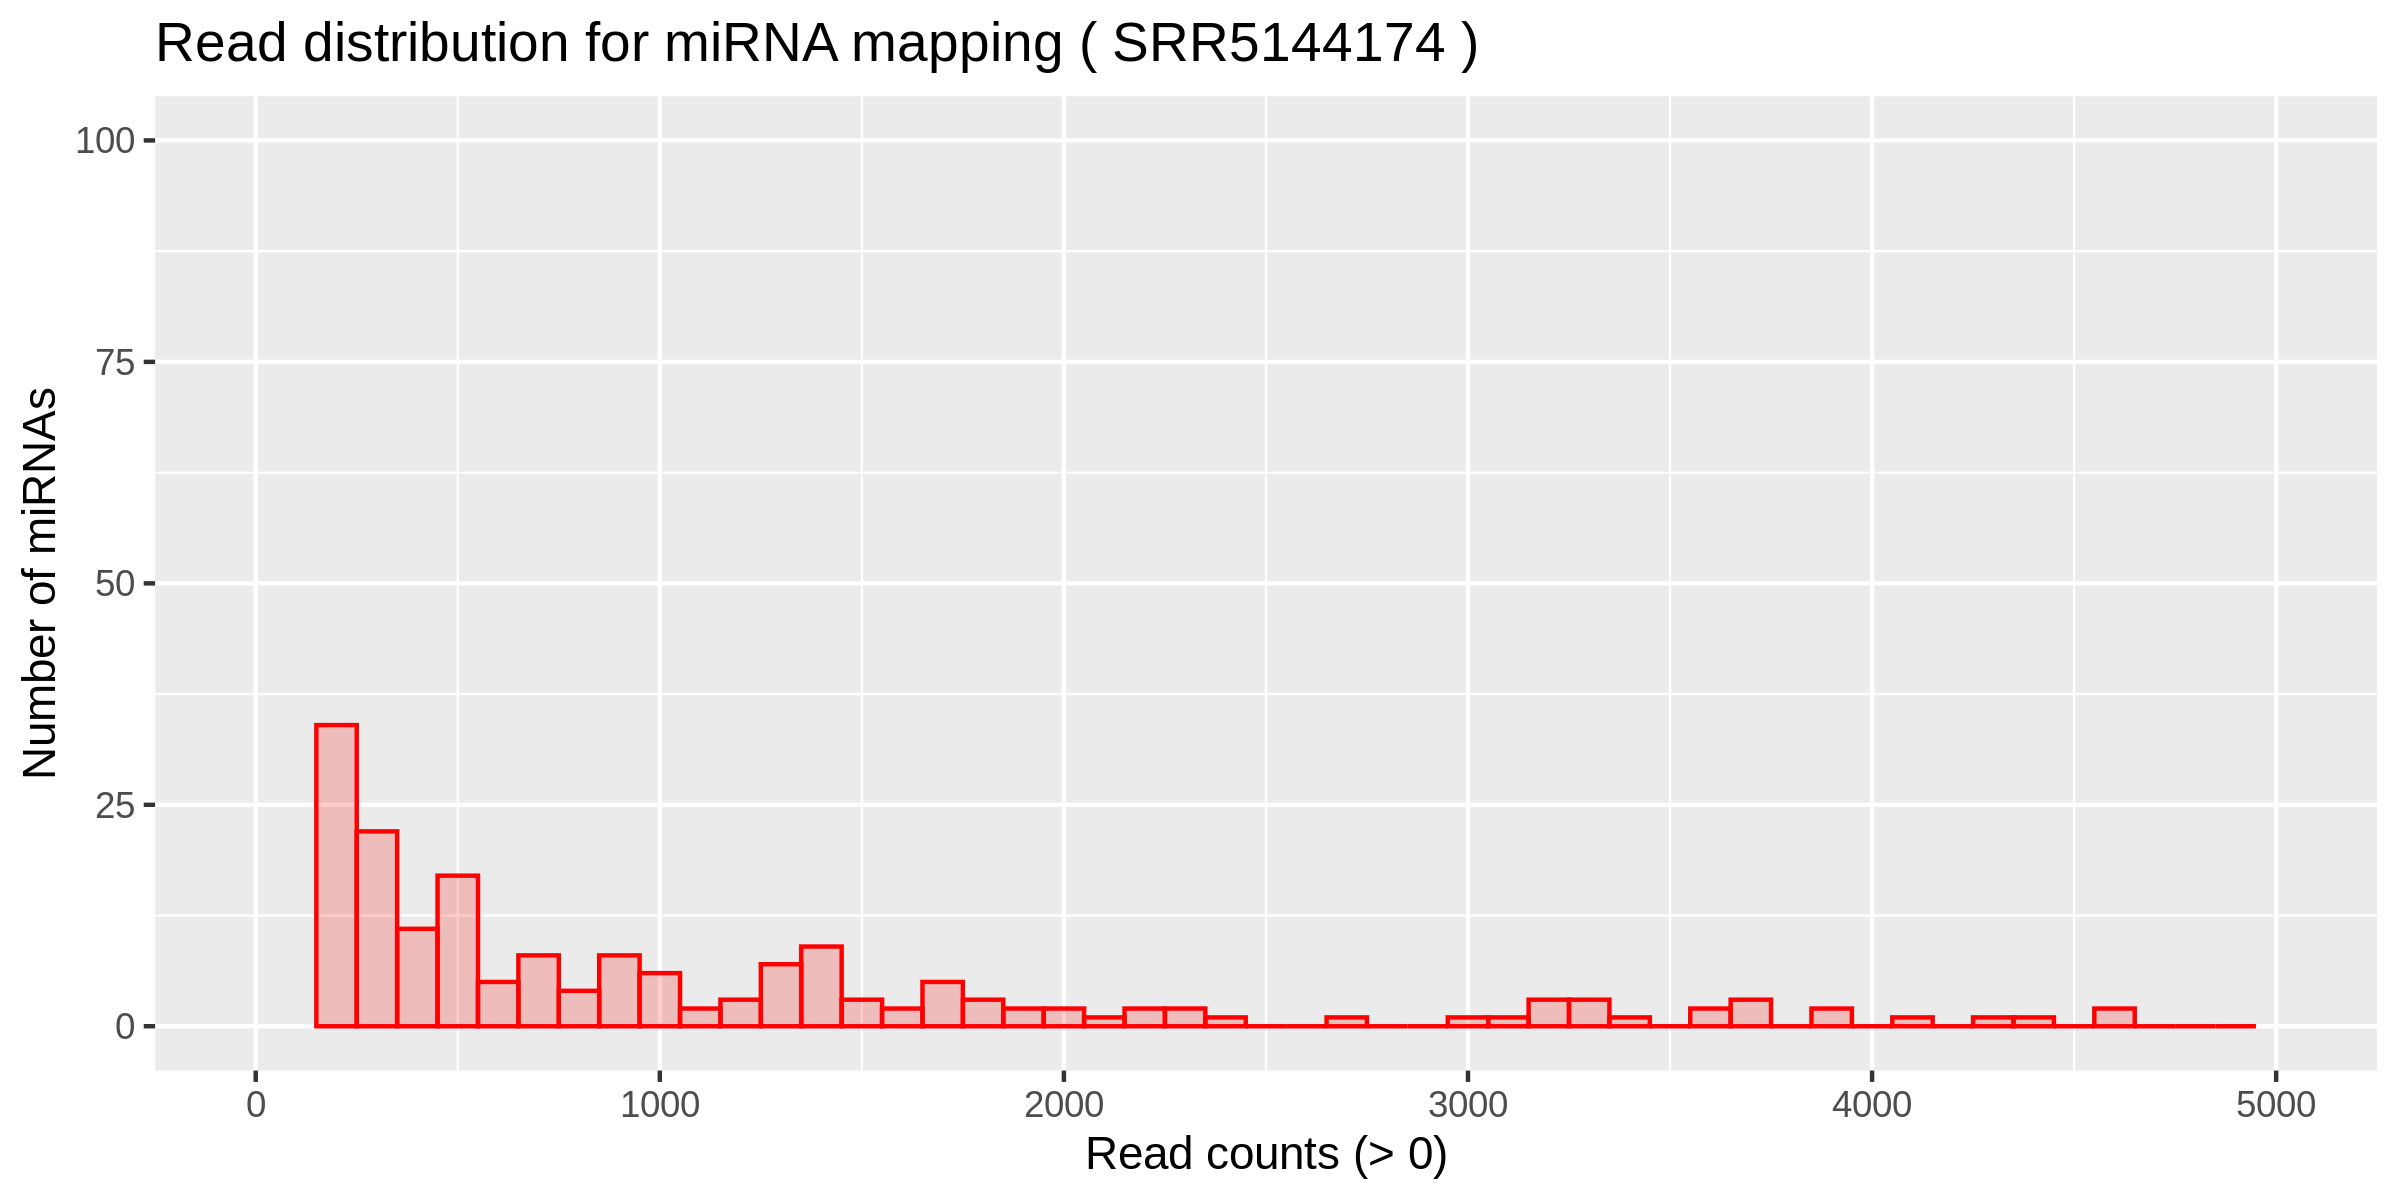 Read distribution for miRNA mapping ( SRR5144174 )
Number of miRNAs
100
75
50
25
0
0 1000 2000 3000 4000 5000
Read counts (> 0)